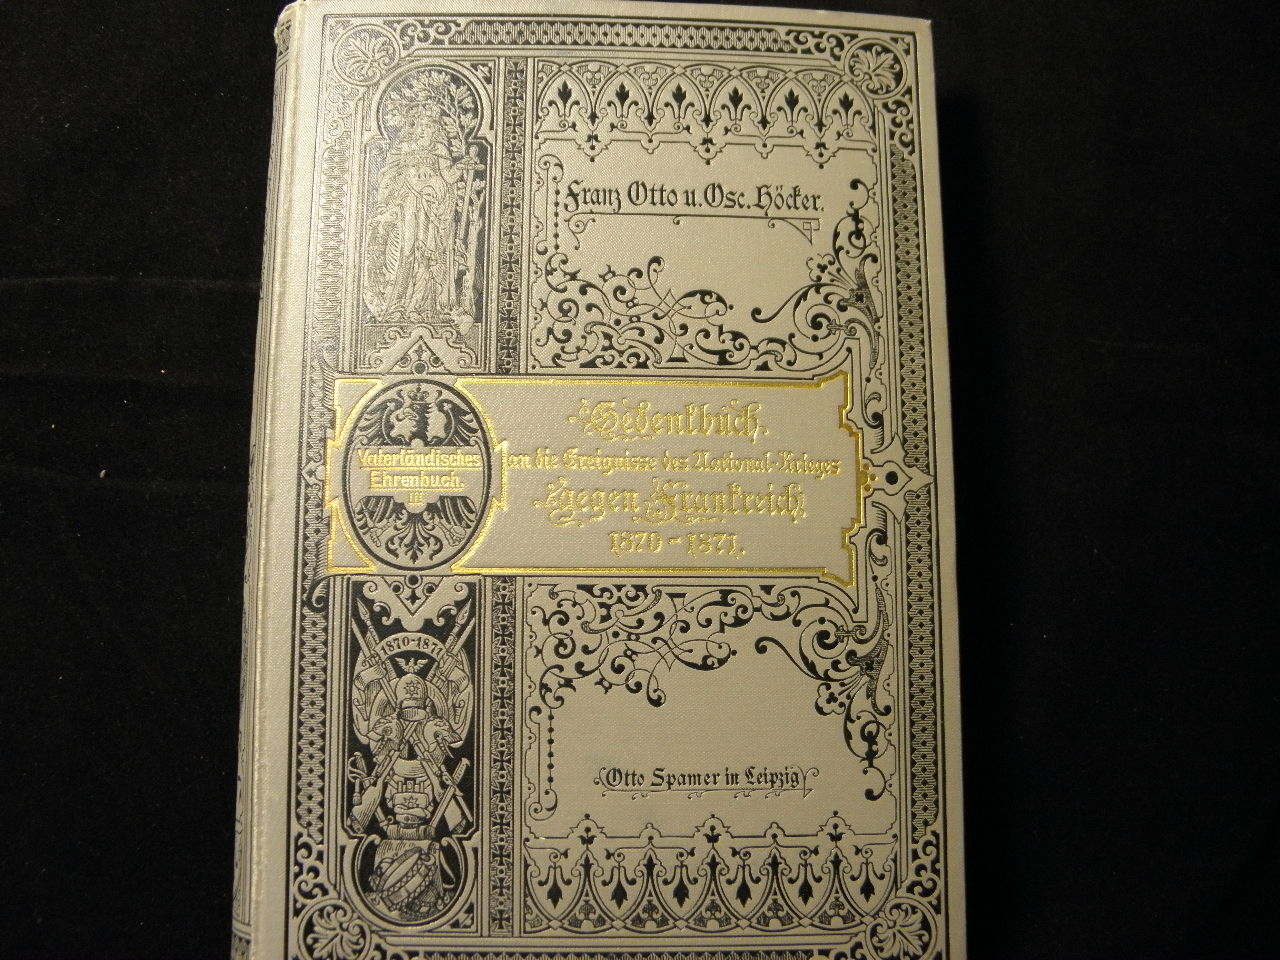 Franz Otto u. Osc. Höcker.
Vaterländisches
Ehrenbuch.
III
Gedenkbuch
an die Ereignisse des National-Krieges
gegen Frankreich
1870-1871.
1870-1871
Otto Spamer in Leipzig